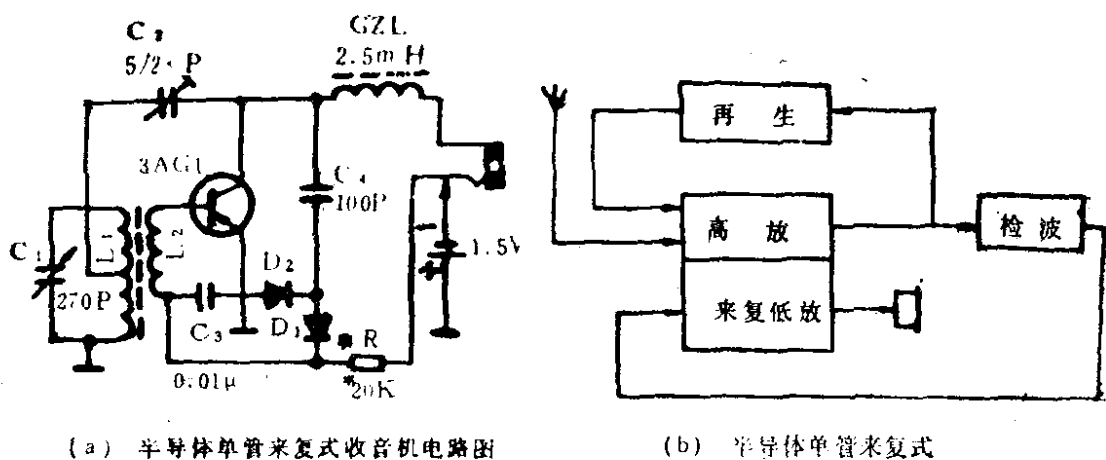 C₂
GZL
5/2 P
2.5mH
3AG1
C₄
100P
C₁
270P
L₁
L₂
D₂
C₃
D₁
0.01μ
*R
*20K
1.5V
再生
高放
检波
来复低放
(a) 半导体单管来复式收音机电路图
(b) 半导体单管来复式